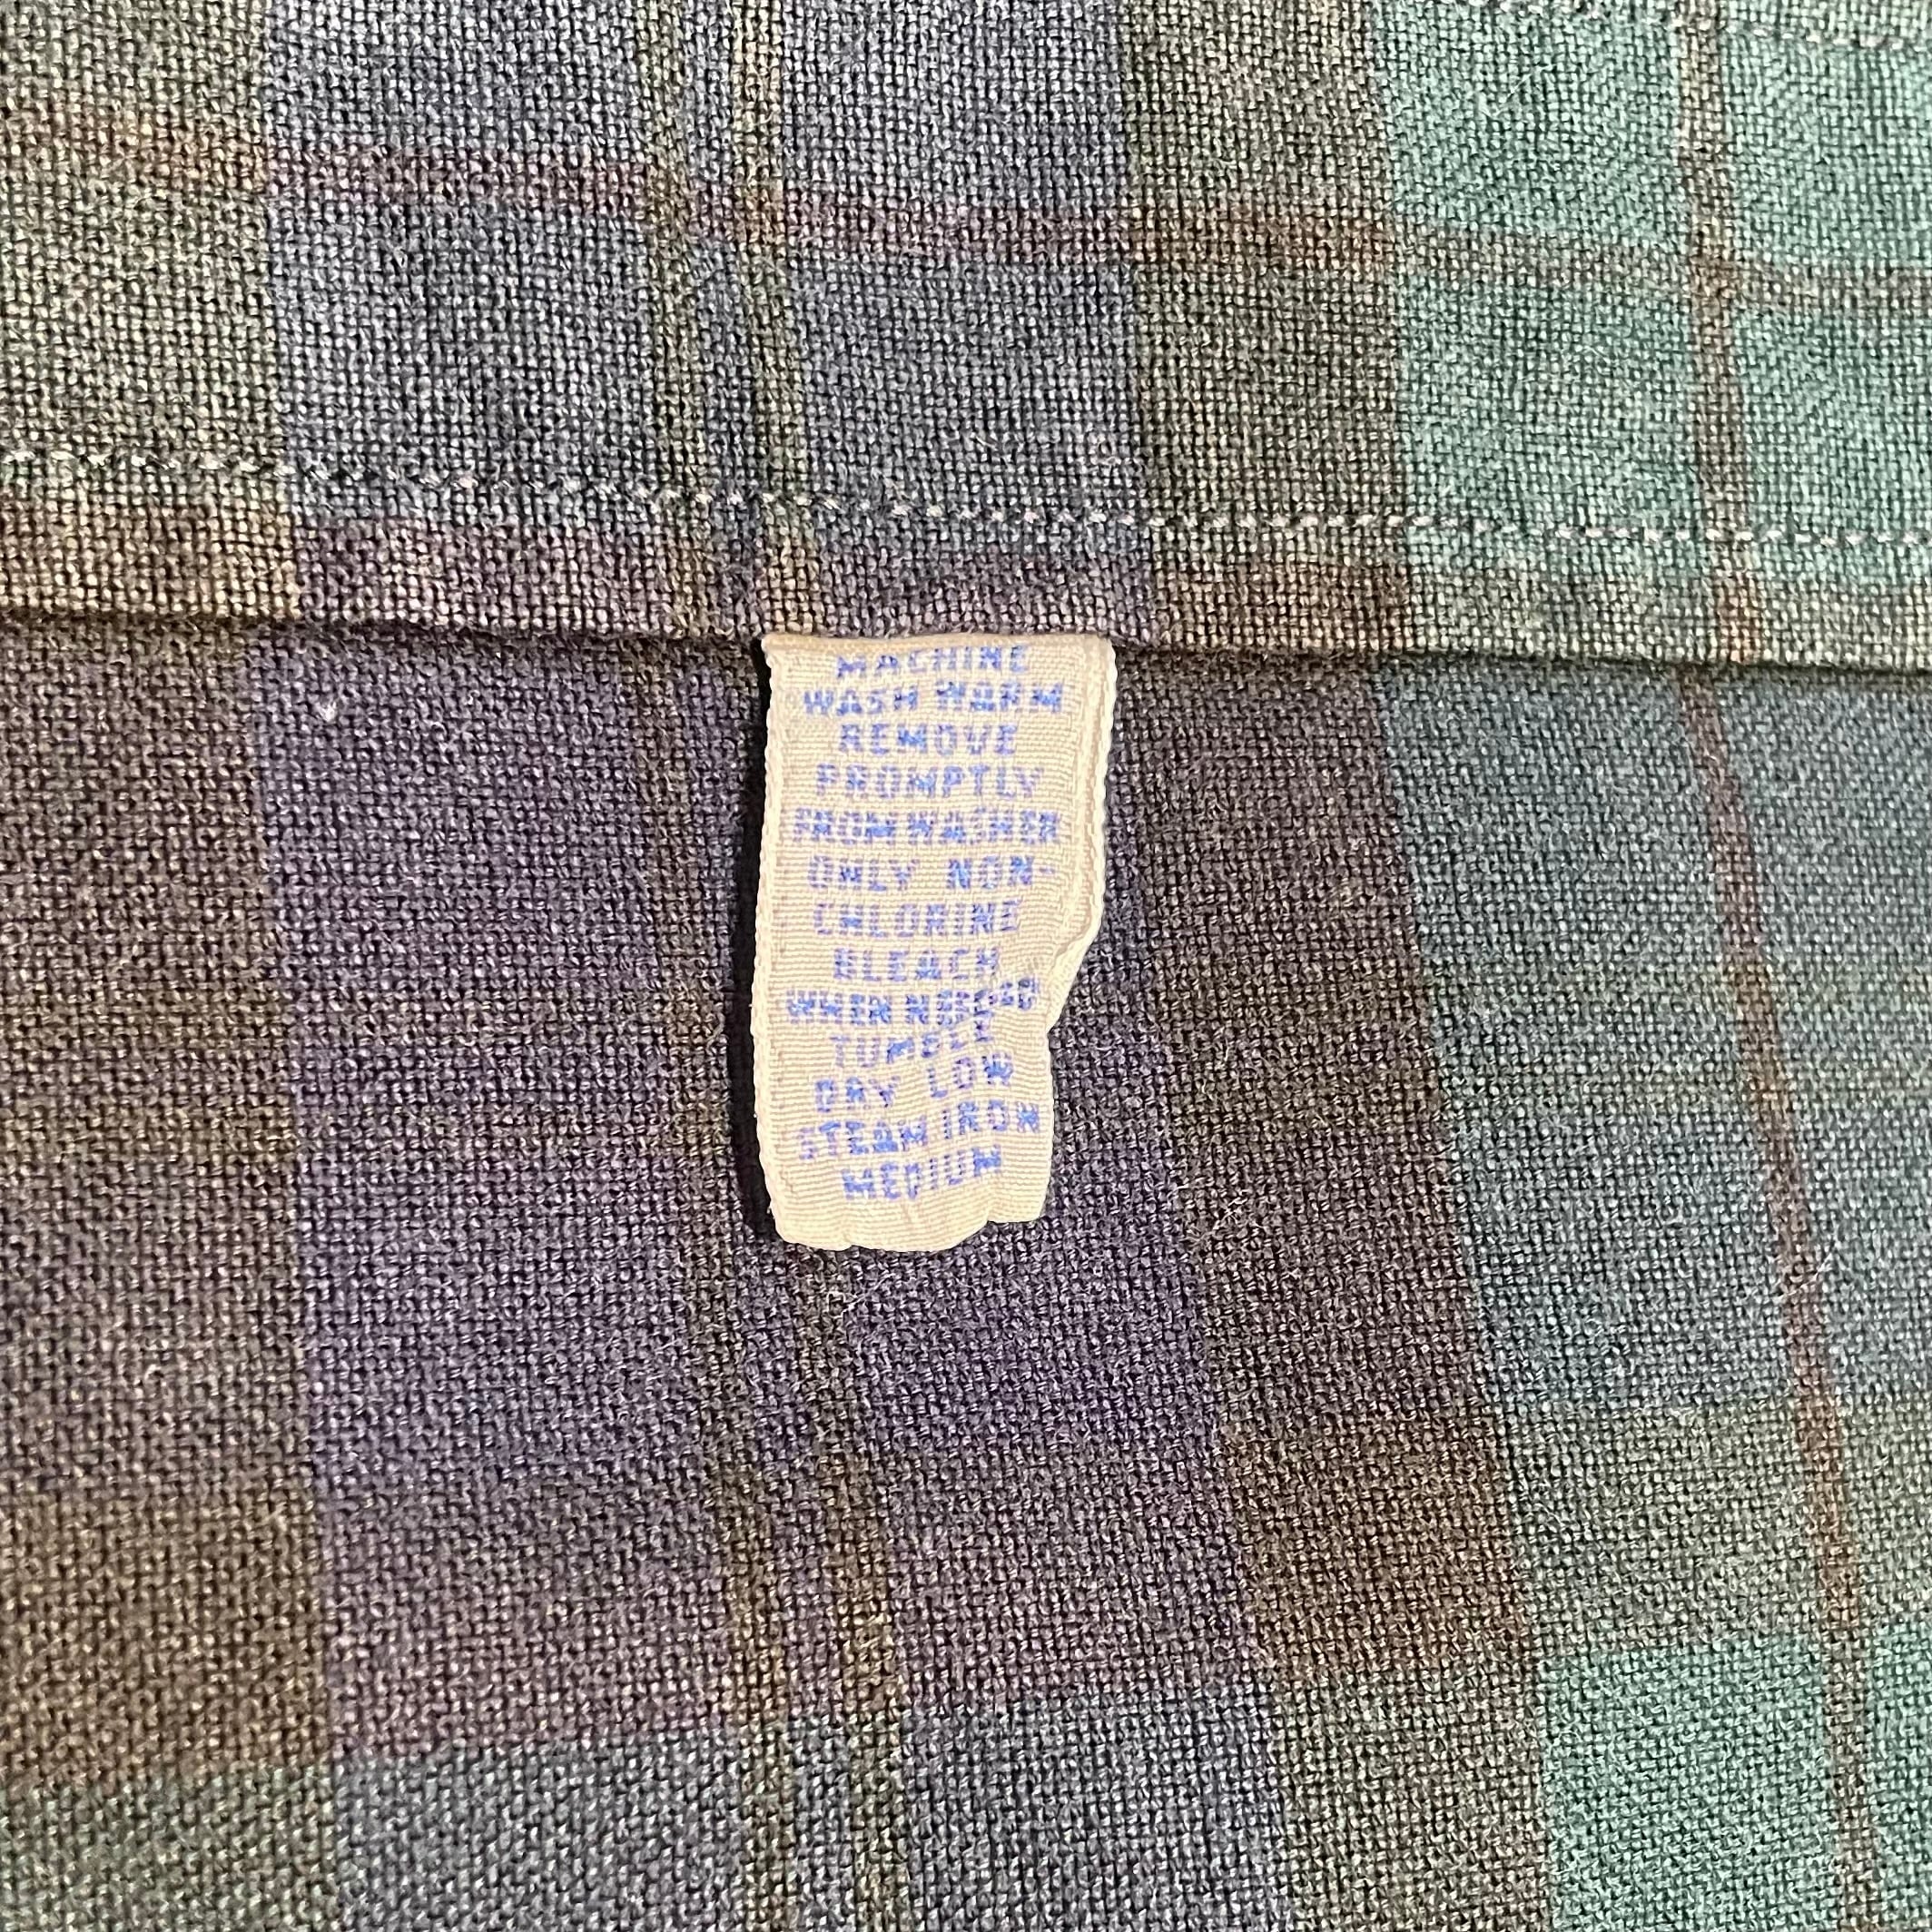 MACHINE
WASH WARM
REMOVE
PROMPTLY
FROM WASHER
ONLY NON-
CHLORINE
BLEACH
WHEN NEEDED
TUMBLE
DRY LOW
STEAM IRON
MEDIUM